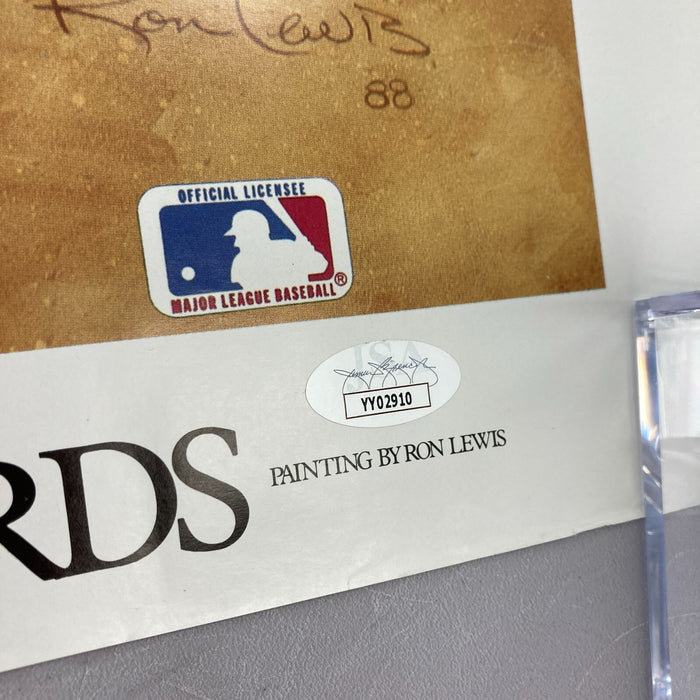 Ron Lewis
88
OFFICIAL LICENSEE
MAJOR LEAGUE BASEBALL®
JSA
YY02910
RDS
PAINTING BY RON LEWIS